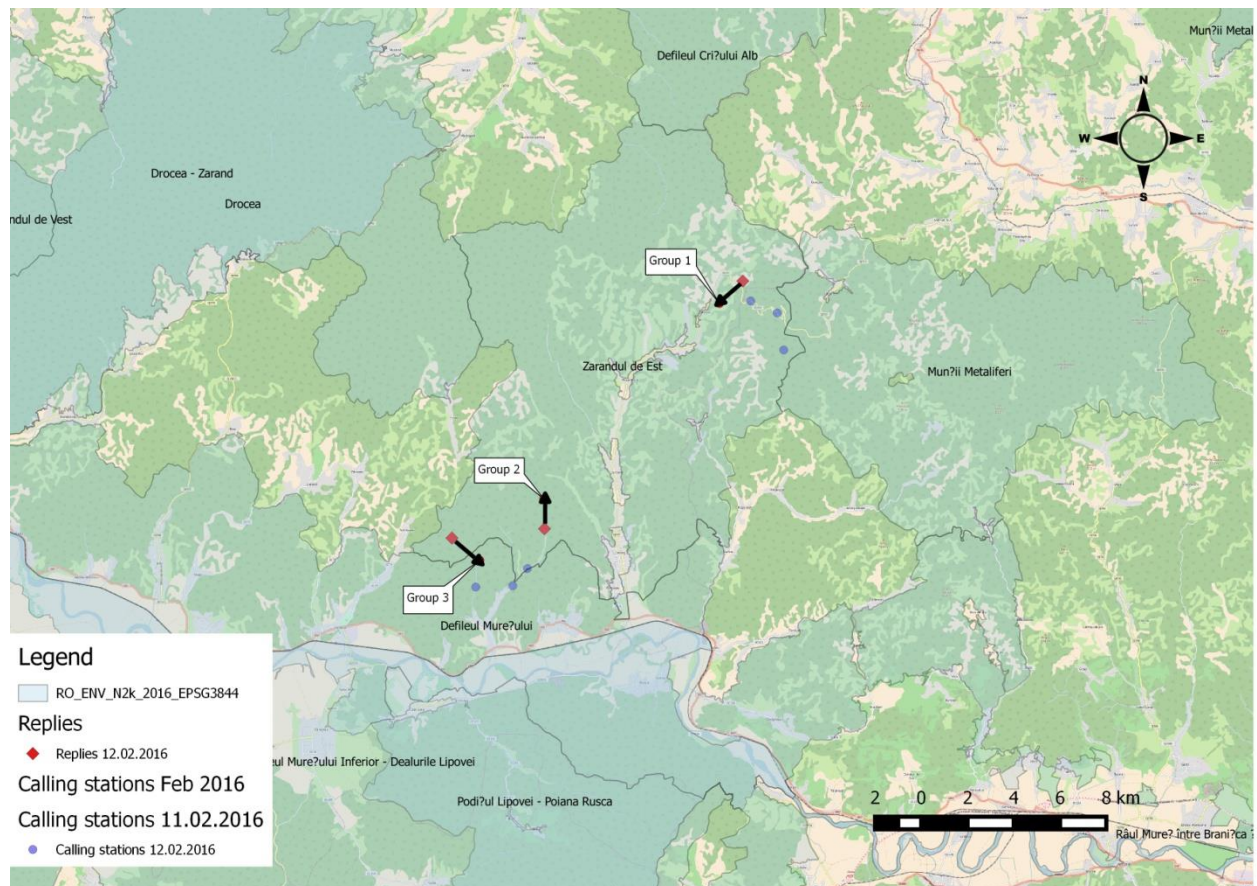 Mun?ii Metal
Defileul Cri?ului Alb
N
W
E
S
Drocea - Zarand
Drocea
ndul de Vest
Group 1
Zarandul de Est
Mun?ii Metaliferi
Group 2
Group 3
Defileul Mure?ului
Legend
RO_ENV_N2k_2016_EPSG3844
Replies
Replies 12.02.2016
Calling stations Feb 2016
Calling stations 11.02.2016
Calling stations 12.02.2016
eul Mure?ului Inferior - Dealurile Lipovei
Podi?ul Lipovei - Poiana Rusca
2 0 2 4 6 8 km
Râul Mure? între Brani?ca ?